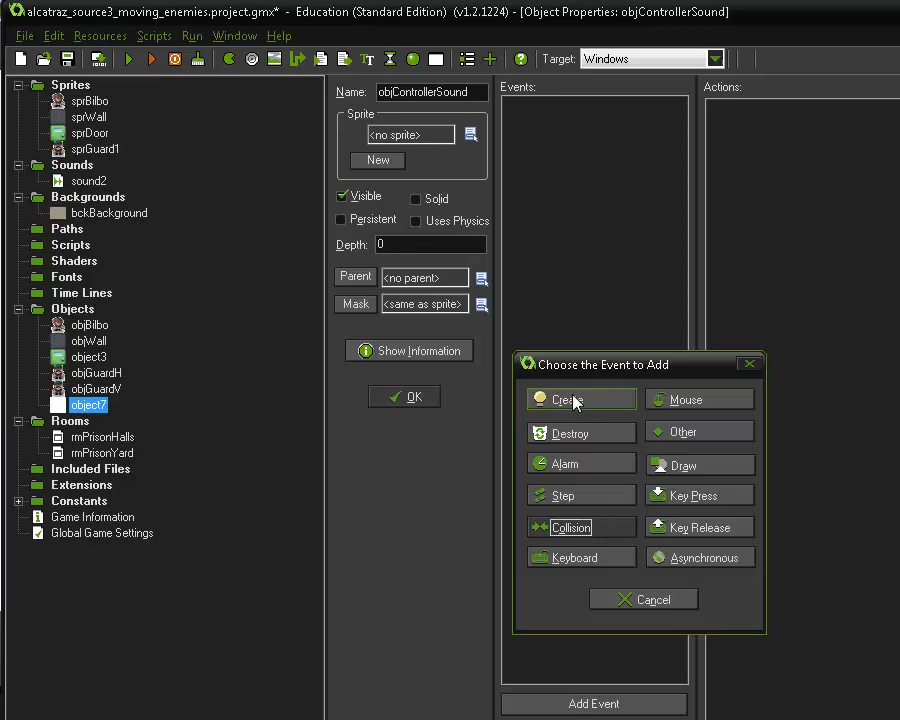 alcatraz_source3_moving_enemies.project.gmx* - Education (Standard Edition) (v1.2.1224) - [Object Properties: objControllerSound]
File Edit Resources Scripts Run Window Help
Target: Windows
Sprites
sprBilbo
sprWall
sprDoor
sprGuard1
Sounds
sound2
Backgrounds
bckBackground
Paths
Scripts
Shaders
Fonts
Time Lines
Objects
objBilbo
objWall
object3
objGuardH
objGuardV
object7
Rooms
rmPrisonHalls
rmPrisonYard
Included Files
Extensions
Constants
Game Information
Global Game Settings
Name: objControllerSound
Sprite
<no sprite>
New
Visible Solid
Persistent Uses Physics
Depth: 0
Parent <no parent>
Mask <same as sprite>
Show Information
OK
Events:
Add Event
Actions:
Choose the Event to Add
Create Mouse
Destroy Other
Alarm Draw
Step Key Press
Collision Key Release
Keyboard Asynchronous
Cancel